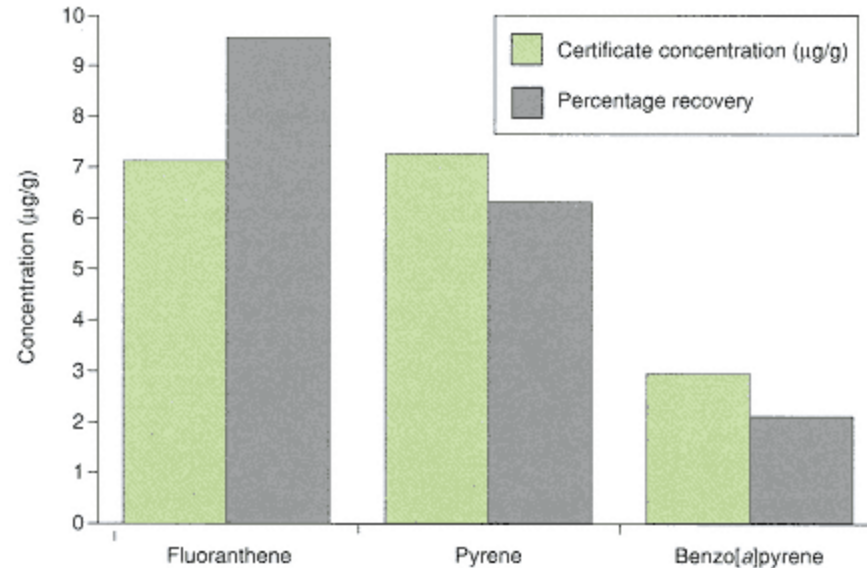 10
9
8
7
6
5
4
3
2
1
0
Concentration (µg/g)
Certificate concentration (µg/g)
Percentage recovery
Fluoranthene
Pyrene
Benzo[a]pyrene